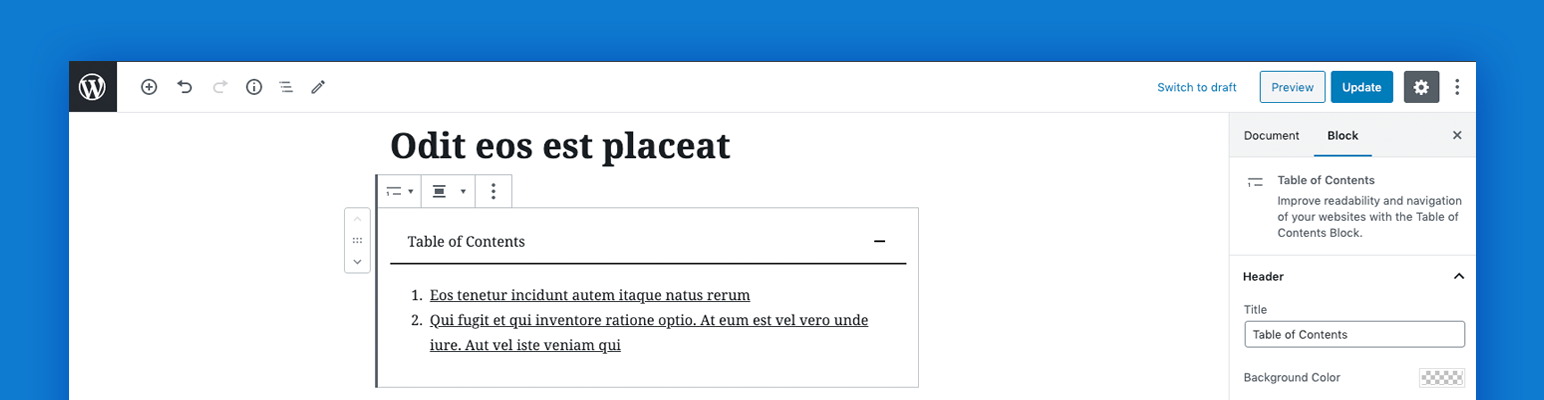 Switch to draft
Preview
Update
Odit eos est placeat
Table of Contents
1. Eos tenetur incidunt autem itaque natus rerum
2. Qui fugit et qui inventore ratione optio. At eum est vel vero unde
iure. Aut vel iste veniam qui
Document
Block
Table of Contents
Improve readability and navigation
of your websites with the Table of
Contents Block.
Header
Title
Table of Contents
Background Color